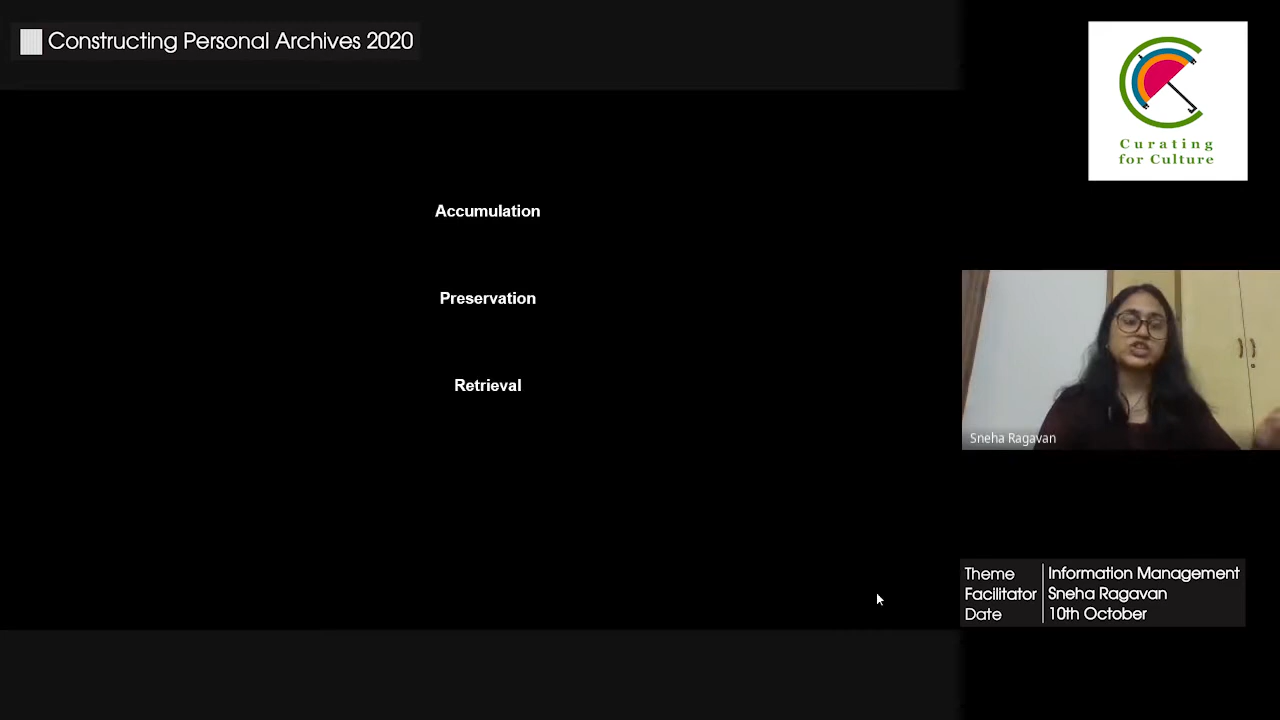 Constructing Personal Archives 2020
Curating
for Culture
Accumulation
Preservation
Retrieval
Sneha Ragavan
Theme Information Management
Facilitator Sneha Ragavan
Date 10th October